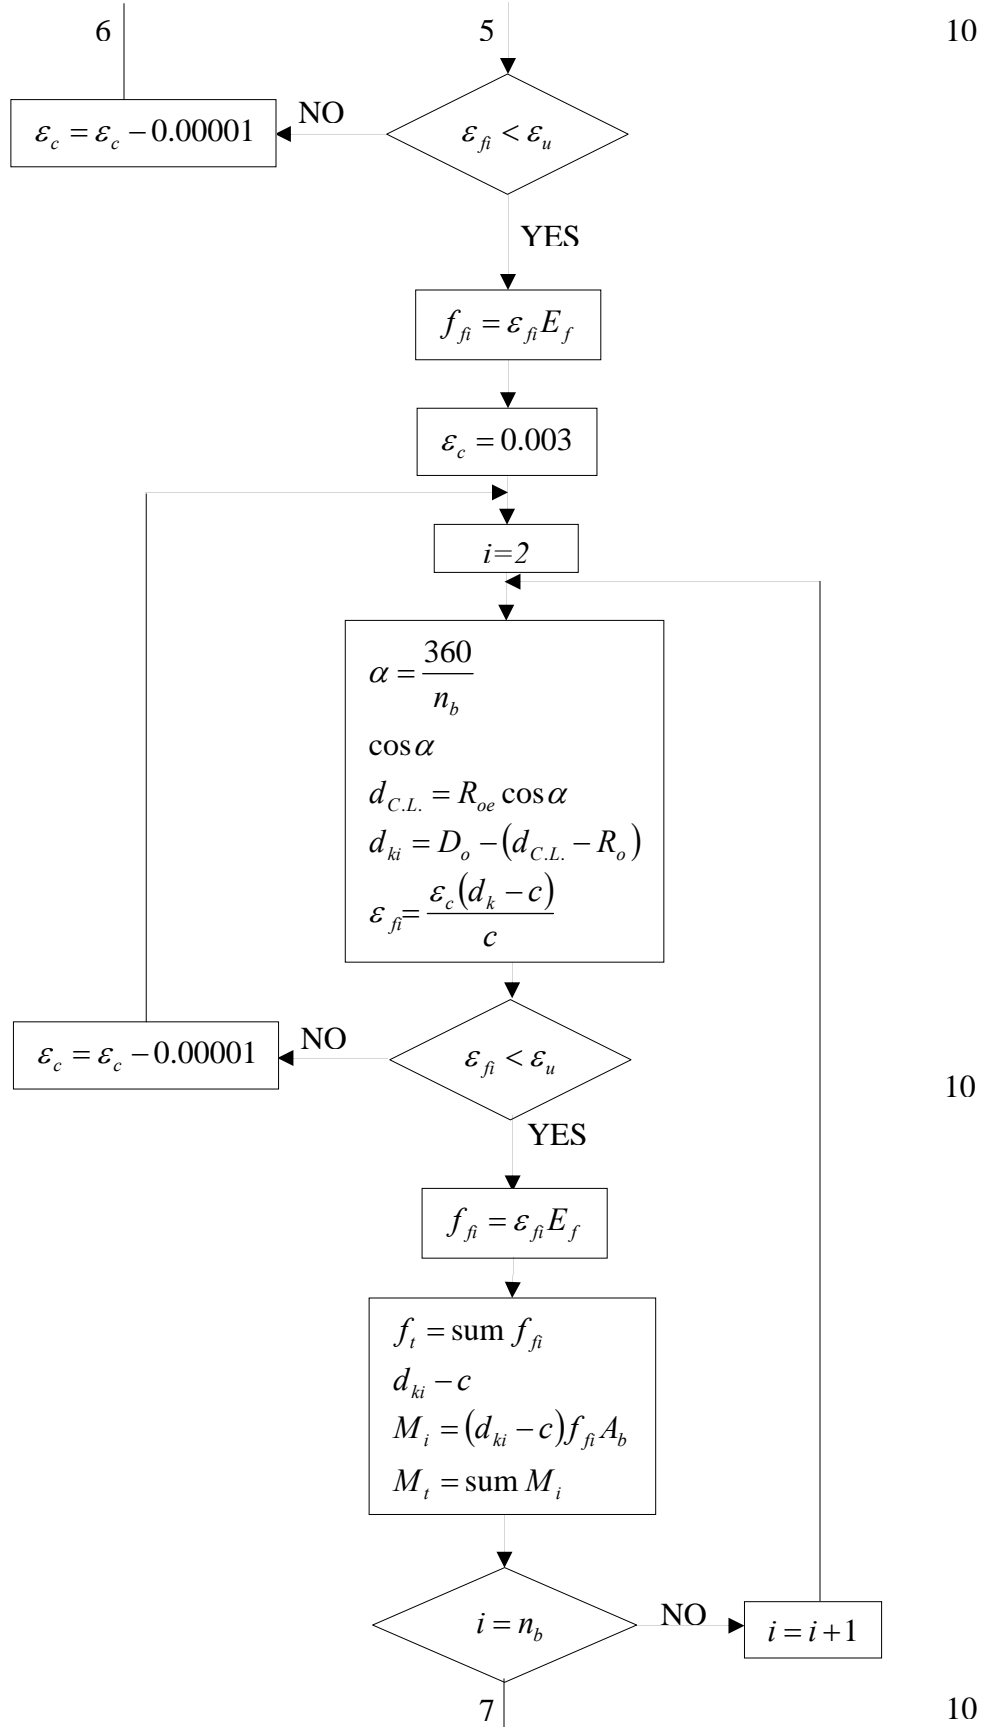 6 5 10
NO
ε_c = ε_c − 0.00001
ε_fi < ε_u
YES
f_fi = ε_fi E_f
ε_c = 0.003
i=2
α = 360/n_b
cos α
d_C.L. = R_oe cos α
d_ki = D_o − (d_C.L. − R_o)
ε_fi = ε_c(d_k − c)/c
NO
ε_c = ε_c − 0.00001
ε_fi < ε_u
10
YES
f_fi = ε_fi E_f
f_t = sum f_fi
d_ki − c
M_i = (d_ki − c) f_fi A_b
M_t = sum M_i
i = n_b
NO
i = i + 1
7 10